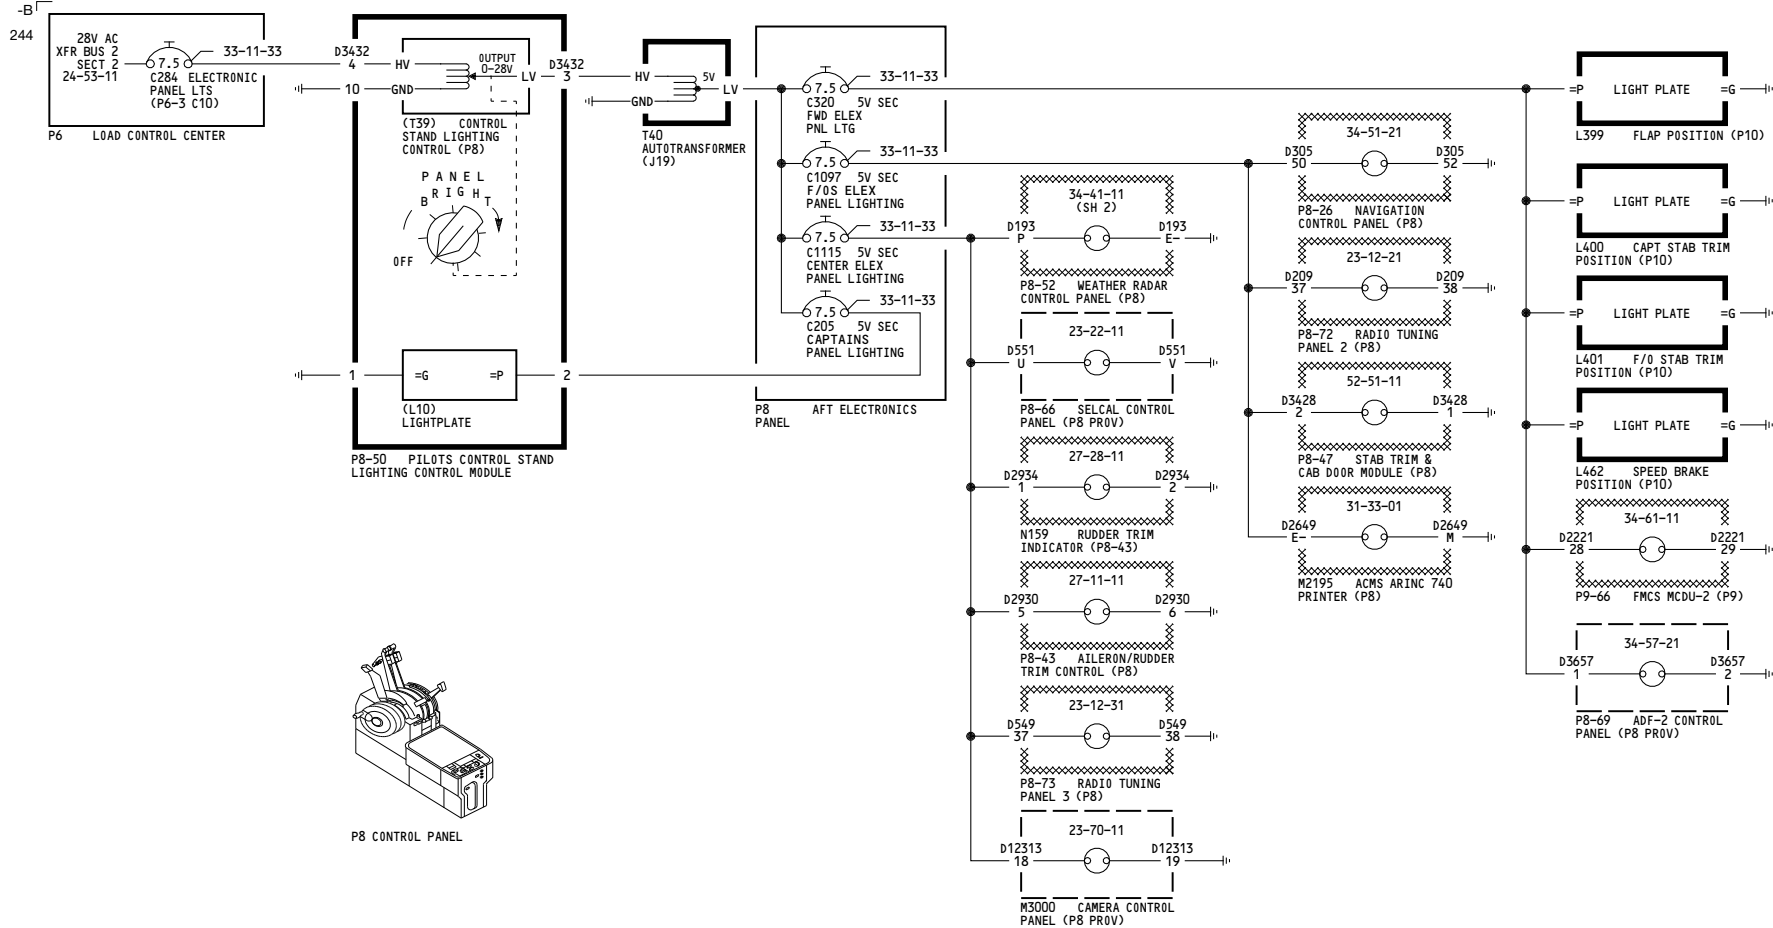 -B
244
28V AC
XFR BUS 2
SECT 2
24-53-11
7.5
33-11-33
C284 ELECTRONIC
PANEL LTS
(P6-3 C10)
P6 LOAD CONTROL CENTER
D3432
4
HV
10
GND
OUTPUT
0-28V
LV
D3432
3
(T39) CONTROL
STAND LIGHTING
CONTROL (P8)
PANEL
BRIGHT
OFF
1
=G
=P
2
(L10)
LIGHTPLATE
P8-50 PILOTS CONTROL STAND
LIGHTING CONTROL MODULE
HV
5V
LV
GND
T40
AUTOTRANSFORMER
(J19)
7.5
33-11-33
C320 5V SEC
FWD ELEX
PNL LTG
7.5
33-11-33
C1097 5V SEC
F/OS ELEX
PANEL LIGHTING
7.5
33-11-33
C1115 5V SEC
CENTER ELEX
PANEL LIGHTING
7.5
33-11-33
C205 5V SEC
CAPTAINS
PANEL LIGHTING
P8 AFT ELECTRONICS
PANEL
34-41-11
(SH 2)
D193
P
D193
E-
P8-52 WEATHER RADAR
CONTROL PANEL (P8)
23-22-11
D551
U
D551
V
P8-66 SELCAL CONTROL
PANEL (P8 PROV)
27-28-11
D2934
1
D2934
2
N159 RUDDER TRIM
INDICATOR (P8-43)
27-11-11
D2930
5
D2930
6
P8-43 AILERON/RUDDER
TRIM CONTROL (P8)
23-12-31
D549
37
D549
38
P8-73 RADIO TUNING
PANEL 3 (P8)
23-70-11
D12313
18
D12313
19
M3000 CAMERA CONTROL
PANEL (P8 PROV)
34-51-21
D305
50
D305
52
P8-26 NAVIGATION
CONTROL PANEL (P8)
23-12-21
D209
37
D209
38
P8-72 RADIO TUNING
PANEL 2 (P8)
52-51-11
D3428
2
D3428
1
P8-47 STAB TRIM &
CAB DOOR MODULE (P8)
31-33-01
D2649
E-
D2649
M
M2195 ACMS ARINC 740
PRINTER (P8)
=P LIGHT PLATE =G
L399 FLAP POSITION (P10)
=P LIGHT PLATE =G
L400 CAPT STAB TRIM
POSITION (P10)
=P LIGHT PLATE =G
L401 F/O STAB TRIM
POSITION (P10)
=P LIGHT PLATE =G
L462 SPEED BRAKE
POSITION (P10)
34-61-11
D2221
28
D2221
29
P9-66 FMCS MCDU-2 (P9)
34-57-21
D3657
1
D3657
2
P8-69 ADF-2 CONTROL
PANEL (P8 PROV)
P8 CONTROL PANEL